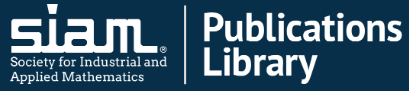 siam®
Society for Industrial and
Applied Mathematics
Publications
Library